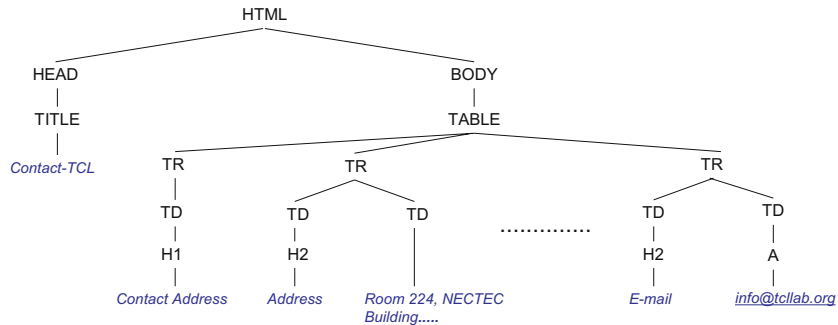 HTML
HEAD BODY
TITLE TABLE
Contact-TCL TR TR TR
TD TD TD .............. TD TD
H1 H2 H2 A
Contact Address Address Room 224, NECTEC E-mail info@tcllab.org
Building.....